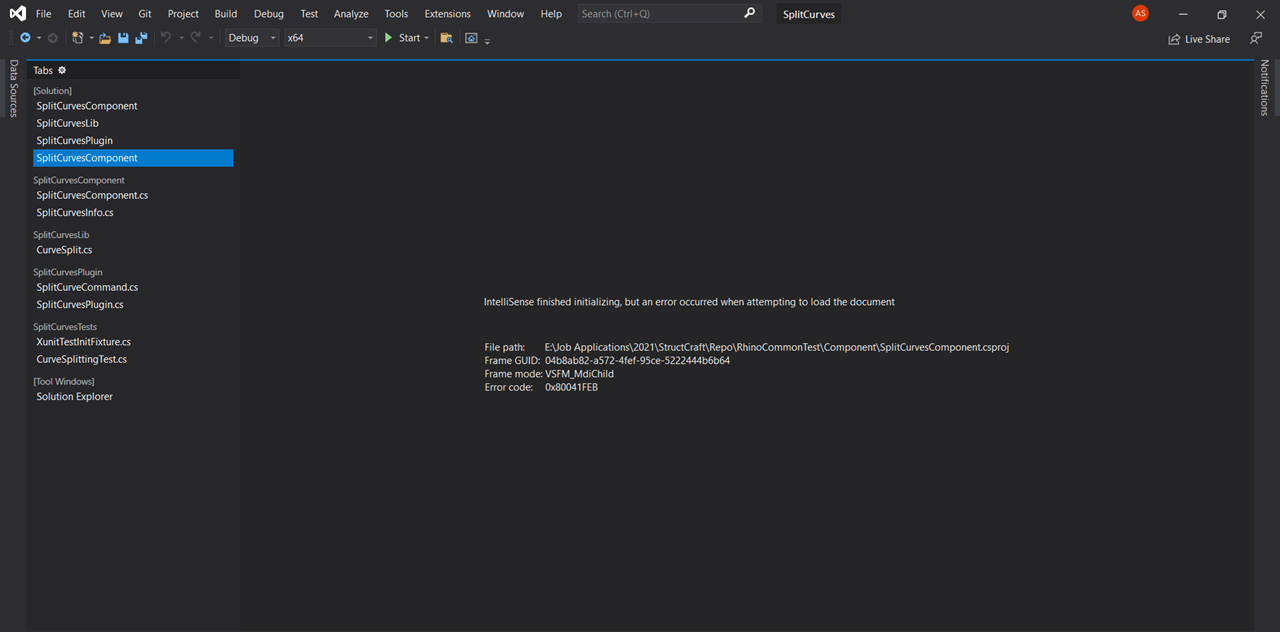 File Edit View Git Project Build Debug Test Analyze Tools Extensions Window Help Search (Ctrl+Q) SplitCurves AS
Debug x64 Start Live Share
Data Sources
Notifications
Tabs
[Solution]
SplitCurvesComponent
SplitCurvesLib
SplitCurvesPlugin
SplitCurvesComponent
SplitCurvesComponent
SplitCurvesComponent.cs
SplitCurvesInfo.cs
SplitCurvesLib
CurveSplit.cs
SplitCurvesPlugin
SplitCurveCommand.cs
SplitCurvesPlugin.cs
SplitCurvesTests
XunitTestInitFixture.cs
CurveSplittingTest.cs
[Tool Windows]
Solution Explorer
IntelliSense finished initializing, but an error occurred when attempting to load the document
File path: E:\Job Applications\2021\StructCraft\Repo\RhinoCommonTest\Component\SplitCurvesComponent.csproj
Frame GUID: 04b8ab82-a572-4fef-95ce-5222444b6b64
Frame mode: VSFM_MdiChild
Error code: 0x80041FEB